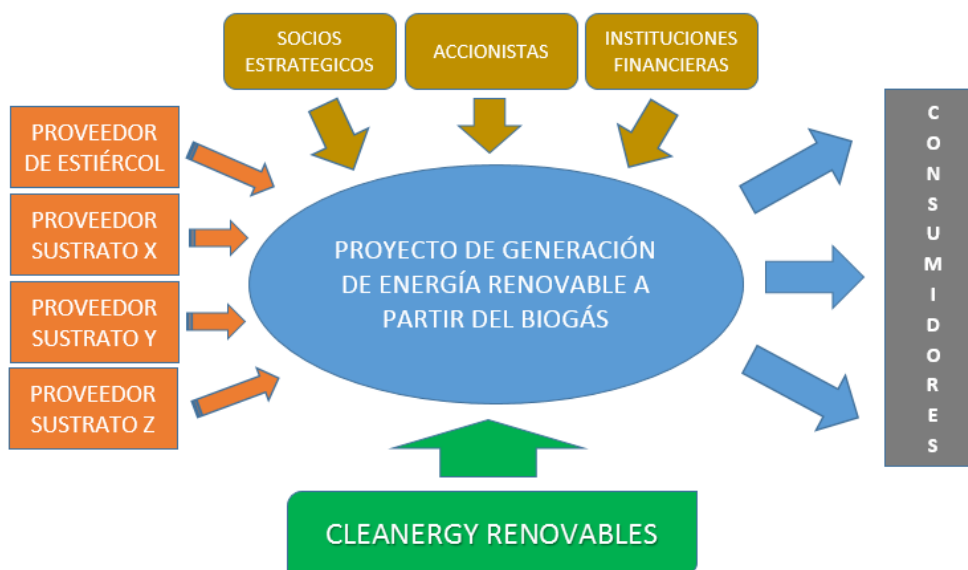 SOCIOS
ESTRATEGICOS
ACCIONISTAS
INSTITUCIONES
FINANCIERAS
PROVEEDOR
DE ESTIÉRCOL
PROVEEDOR
SUSTRATO X
PROVEEDOR
SUSTRATO Y
PROVEEDOR
SUSTRATO Z
PROYECTO DE GENERACIÓN
DE ENERGÍA RENOVABLE A
PARTIR DEL BIOGÁS
CONSUMIDORES
CLEANERGY RENOVABLES